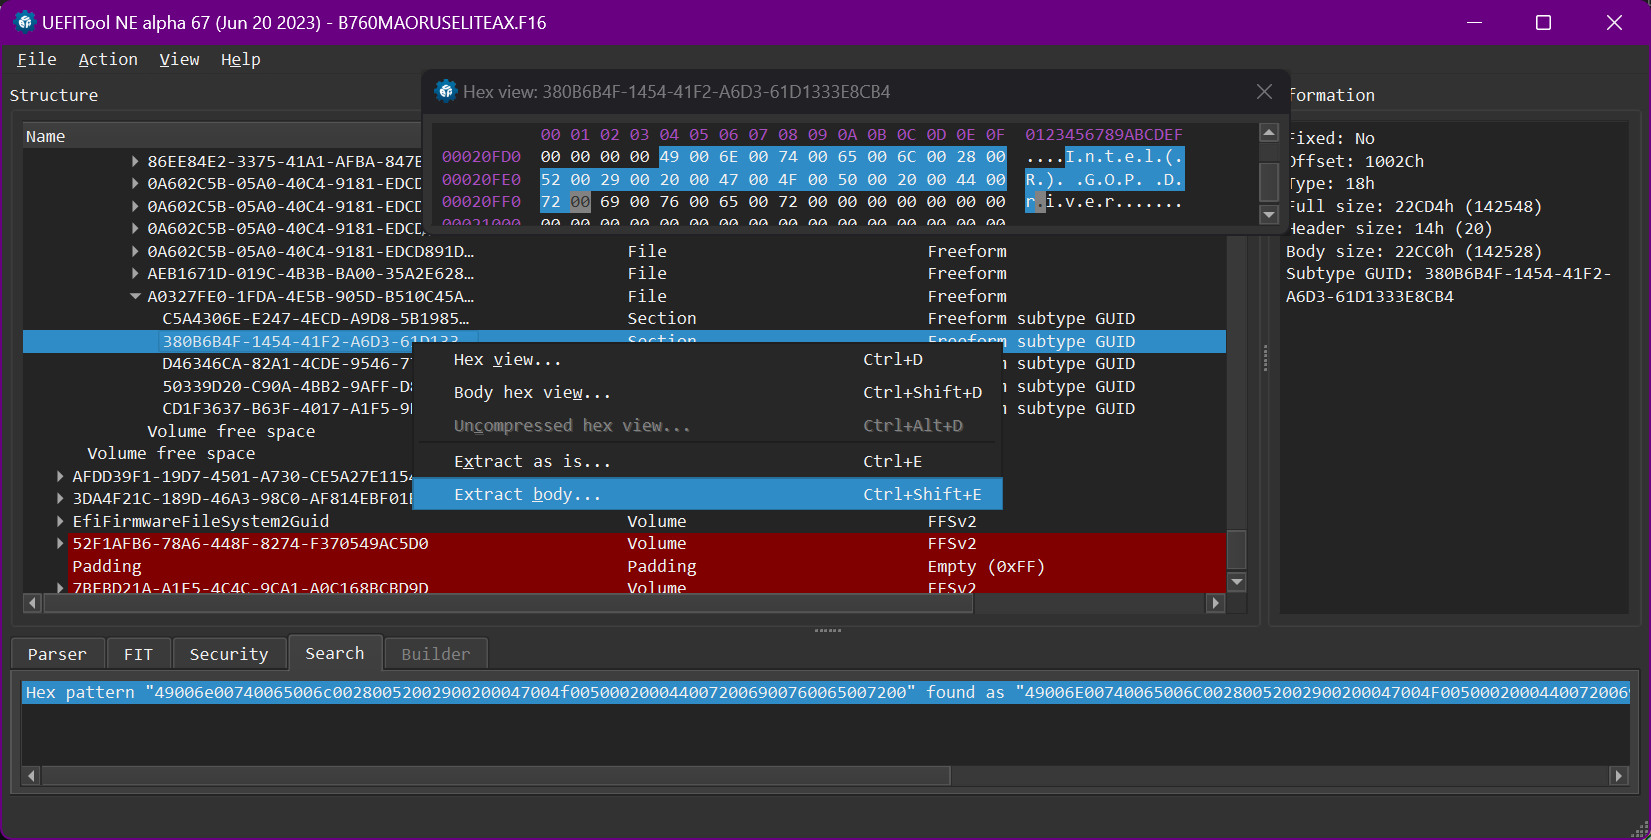 UEFITool NE alpha 67 (Jun 20 2023) - B760MAORUSELITEAX.F16
File Action View Help
Structure
Hex view: 380B6B4F-1454-41F2-A6D3-61D1333E8CB4
formation
Name
00 01 02 03 04 05 06 07 08 09 0A 0B 0C 0D 0E 0F 0123456789ABCDEF
00020FD0 00 00 00 00 49 00 6E 00 74 00 65 00 6C 00 28 00 ....I.n.t.e.l.(.
00020FE0 52 00 29 00 20 00 47 00 4F 00 50 00 20 00 44 00 R.). .G.O.P. .D.
00020FF0 72 00 69 00 76 00 65 00 72 00 00 00 00 00 00 00 r.i.v.e.r.......
00021000 00 00 00 00 00 00 00 00 00 00 00 00 00 00 00 00 ................
Fixed: No
Offset: 1002Ch
Type: 18h
Full size: 22CD4h (142548)
Header size: 14h (20)
Body size: 22CC0h (142528)
Subtype GUID: 380B6B4F-1454-41F2-
A6D3-61D1333E8CB4
86EE84E2-3375-41A1-AFBA-847E
0A602C5B-05A0-40C4-9181-EDCD
0A602C5B-05A0-40C4-9181-EDCD
0A602C5B-05A0-40C4-9181-EDCD
0A602C5B-05A0-40C4-9181-EDCD891D… File Freeform
AEB1671D-019C-4B3B-BA00-35A2E628… File Freeform
A0327FE0-1FDA-4E5B-905D-B510C45A… File Freeform
C5A4306E-E247-4ECD-A9D8-5B1985… Section Freeform subtype GUID
380B6B4F-1454-41F2-A6D3-61D133… Section Freeform subtype GUID
D46346CA-82A1-4CDE-9546-7 subtype GUID
50339D20-C90A-4BB2-9AFF-D subtype GUID
CD1F3637-B63F-4017-A1F5-9 subtype GUID
Volume free space
Volume free space
AFDD39F1-19D7-4501-A730-CE5A27E1154
3DA4F21C-189D-46A3-98C0-AF814EBF01
EfiFirmwareFileSystem2Guid Volume FFSv2
52F1AFB6-78A6-448F-8274-F370549AC5D0 Volume FFSv2
Padding Padding Empty (0xFF)
7BEBD21A-A1E5-4C4C-9CA1-A0C168BCBD9D Volume FFSv2
Hex view... Ctrl+D
Body hex view... Ctrl+Shift+D
Uncompressed hex view... Ctrl+Alt+D
Extract as is... Ctrl+E
Extract body... Ctrl+Shift+E
Parser FIT Security Search Builder
Hex pattern "49006e00740065006c00280052002900200047004f005000200044007200690076006500​7200" found as "49006E00740065006C00280052002900200047004F0050002000440072006